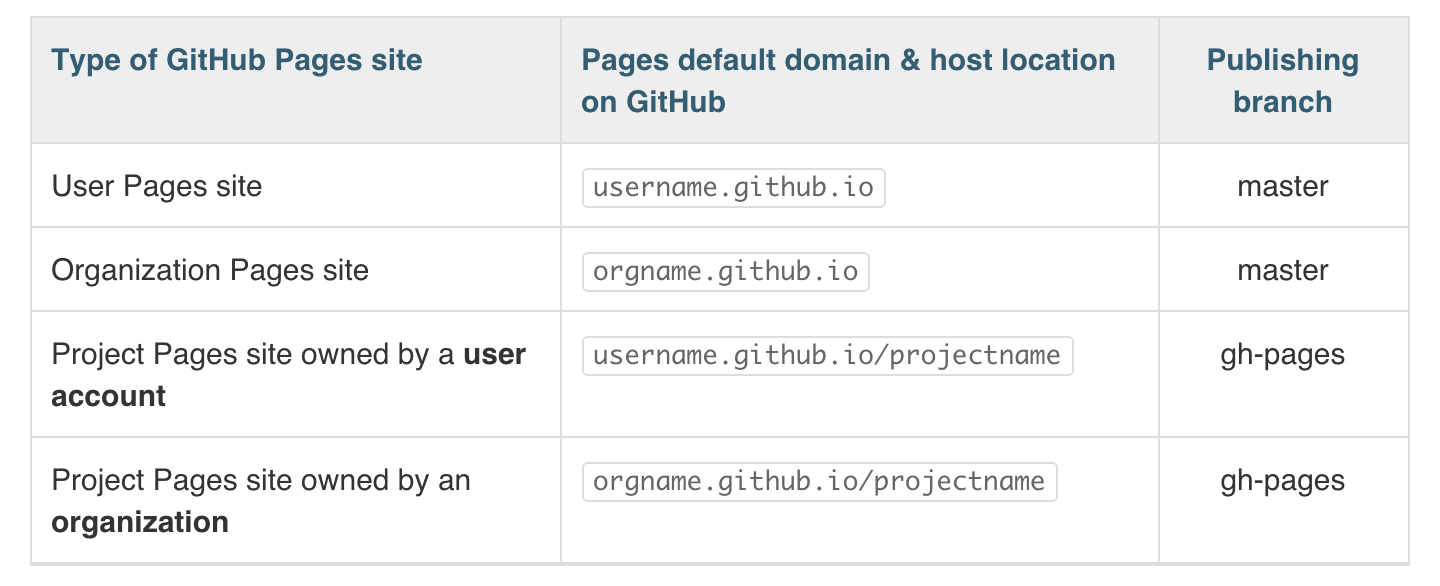 Type of GitHub Pages site
Pages default domain & host location
on GitHub
Publishing
branch
User Pages site
username.github.io
master
Organization Pages site
orgname.github.io
master
Project Pages site owned by a user
account
username.github.io/projectname
gh-pages
Project Pages site owned by an
organization
orgname.github.io/projectname
gh-pages